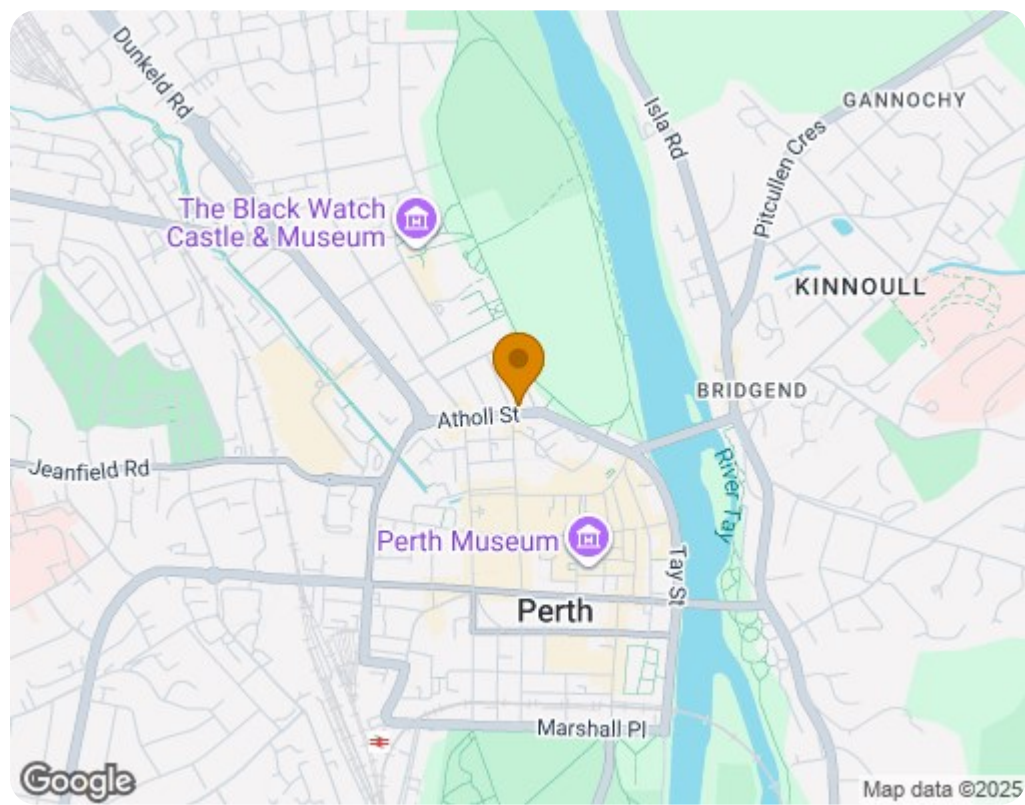 Dunkeld Rd
Isla Rd
GANNOCHY
Pitcullen Cres
The Black Watch
Castle & Museum
KINNOULL
BRIDGEND
Atholl St
Jeanfield Rd
River Tay
Perth Museum
Tay St
Perth
Marshall Pl
Google
Map data ©2025